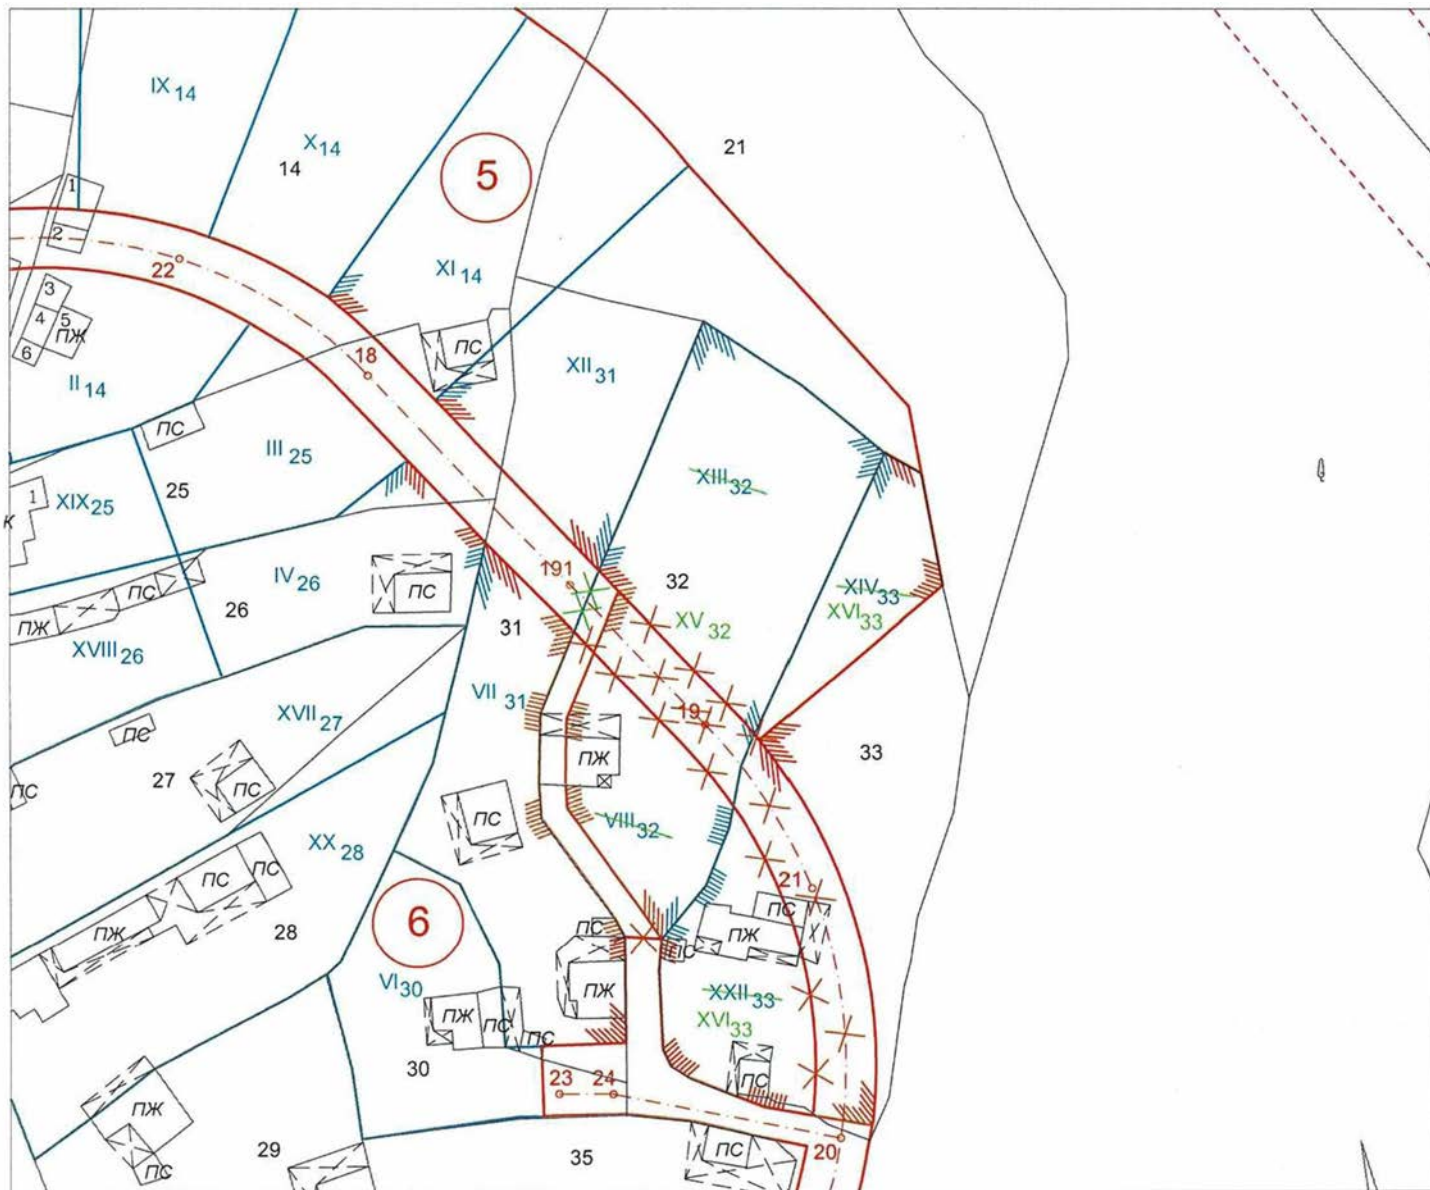 IX 14
X 14
14
21
5
1
2
22
XI 14
3
4
5
ПЖ
6
18
ПС
XII 31
II 14
ПС
III 25
XIII 32
25
1
XIX 25
К
IV 26
ПС
191
32
XIV 33
ПС
XVI 33
ПЖ
26
XV 32
31
XVIII 26
VII 31
XVII 27
19
ПС
ПЖ
33
27
ПС
ПС
ПС
VIII 32
XX 28
ПС
ПС
21
6
ПС
ПЖ
ПС
ПЖ
ПС
28
VI 30
ПЖ
XXII 33
ПЖ
ПС
XVI 33
ПС
30
23
24
ПС
ПЖ
29
35
ПС
20
ПС